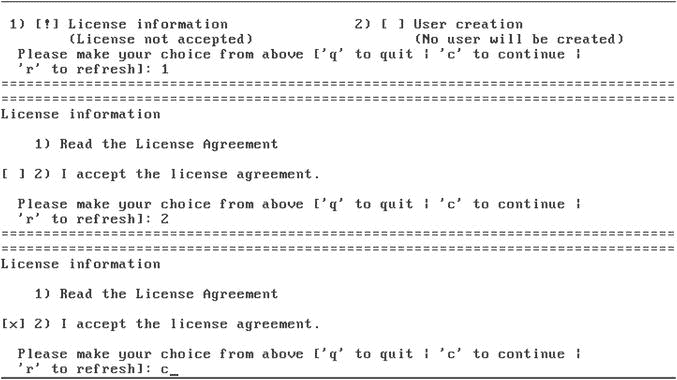 1) [!] License information                2) [ ] User creation
(License not accepted)                    (No user will be created)
Please make your choice from above ['q' to quit | 'c' to continue |
'r' to refresh]: 1
================================================================================
================================================================================
License information
1) Read the License Agreement
[ ] 2) I accept the license agreement.
Please make your choice from above ['q' to quit | 'c' to continue |
'r' to refresh]: 2
================================================================================
================================================================================
License information
1) Read the License Agreement
[x] 2) I accept the license agreement.
Please make your choice from above ['q' to quit | 'c' to continue |
'r' to refresh]: c_